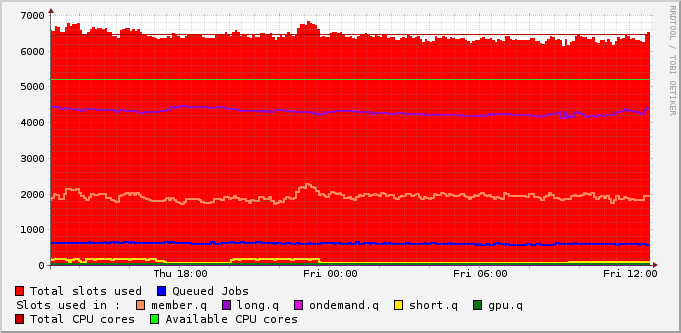 7000
6000
5000
4000
3000
2000
1000
0
Thu 18:00 Fri 00:00 Fri 06:00 Fri 12:00
RRDTOOL / TOBI OETIKER
Total slots used Queued Jobs
Slots used in : member.q long.q ondemand.q short.q gpu.q
Total CPU cores Available CPU cores